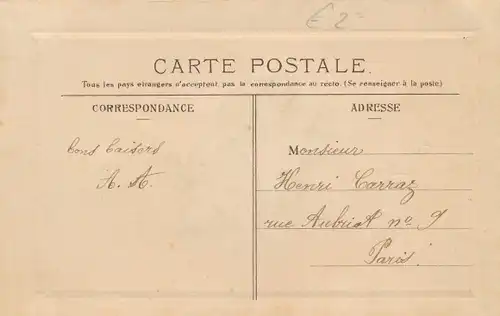 £ 2=
CARTE POSTALE.
Tous les pays étrangers n'acceptent pas la correspondance au recto (Se renseigner à la poste)
CORRESPONDANCE
ADRESSE
Bons Baisers
A. A.
Monsieur
Henri Carraz
rue Aubriot no 9
Paris